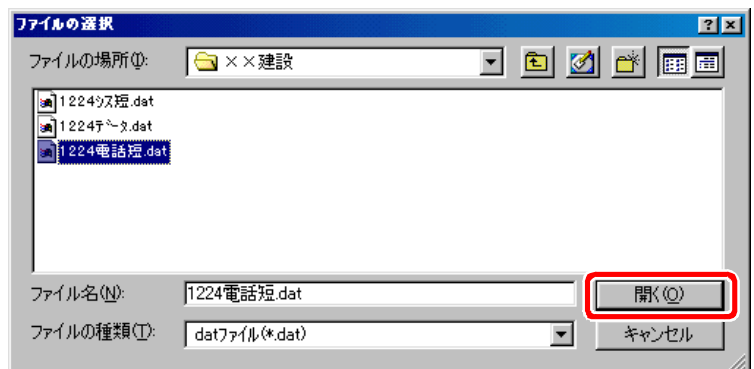 ファイルの選択
ファイルの場所(I):
××建設
1224ｼｽ短.dat
1224ﾃﾞｰﾀ.dat
1224電話短.dat
ファイル名(N):
1224電話短.dat
開く(O)
ファイルの種類(T):
datﾌｧｲﾙ(*.dat)
キャンセル